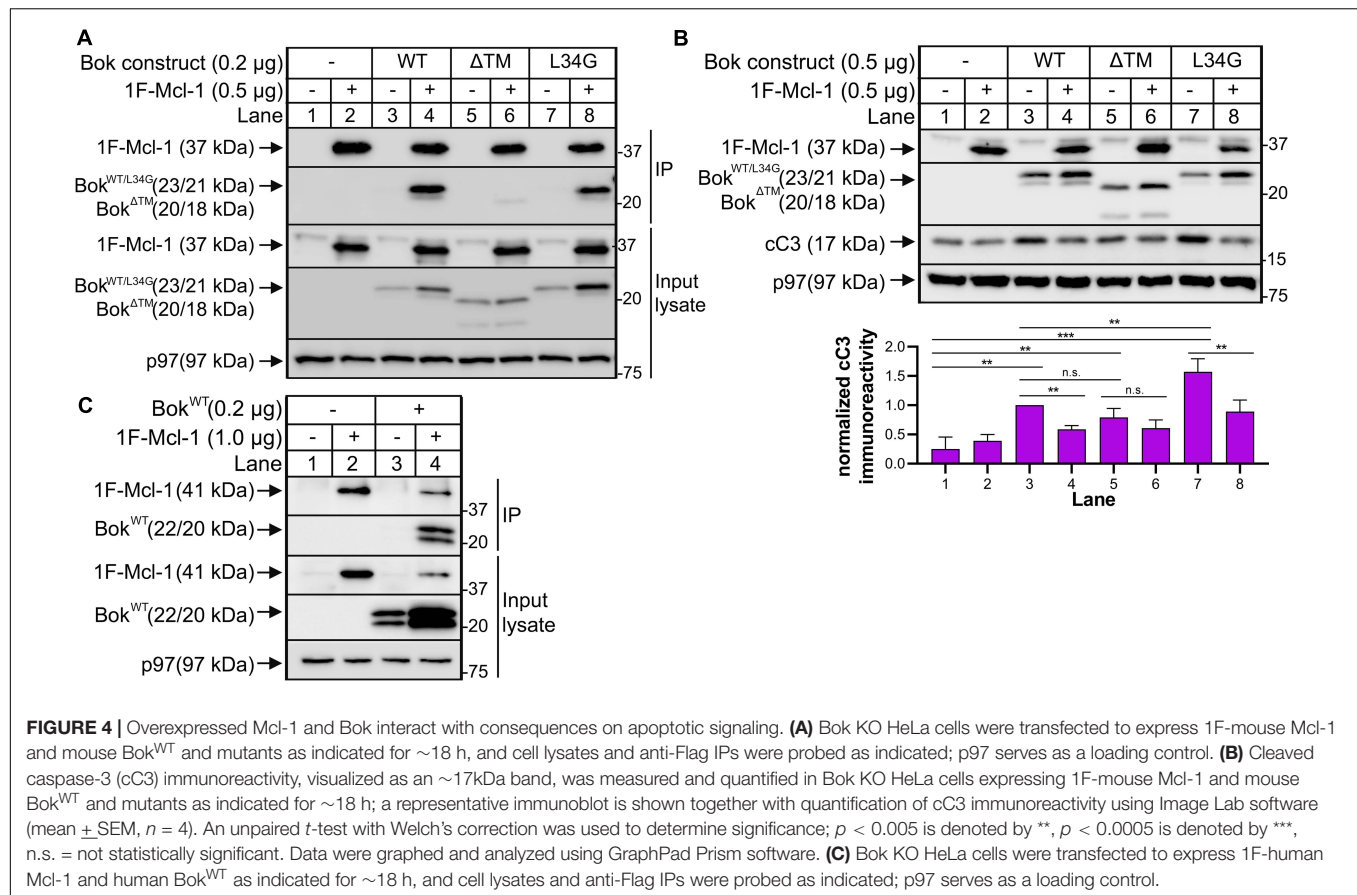 A
Bok construct (0.2 µg) - WT ΔTM L34G
1F-Mcl-1 (0.5 µg) - + - + - + - +
Lane 1 2 3 4 5 6 7 8
1F-Mcl-1 (37 kDa) -37
Bok^WT/L34G (23/21 kDa)
Bok^ΔTM (20/18 kDa) -20
IP
1F-Mcl-1 (37 kDa) -37
Bok^WT/L34G (23/21 kDa)
Bok^ΔTM (20/18 kDa) -20
p97(97 kDa) -75
Input
lysate
B
Bok construct (0.5 µg) - WT ΔTM L34G
1F-Mcl-1 (0.5 µg) - + - + - + - +
Lane 1 2 3 4 5 6 7 8
1F-Mcl-1 (37 kDa) -37
Bok^WT/L34G (23/21 kDa)
Bok^ΔTM (20/18 kDa) 20
cC3 (17 kDa) -15
p97(97 kDa) -75
normalized cC3
immunoreactivity
2.0
1.5
1.0
0.5
0.0
**
***
**
**
n.s.
**
n.s.
**
1 2 3 4 5 6 7 8
Lane
C
Bok^WT(0.2 µg) - +
1F-Mcl-1 (1.0 µg) - + - +
Lane 1 2 3 4
1F-Mcl-1(41 kDa) -37
Bok^WT(22/20 kDa) -20
IP
1F-Mcl-1(41 kDa) -37
Bok^WT(22/20 kDa) -20
p97(97 kDa) -75
Input
lysate
FIGURE 4 | Overexpressed Mcl-1 and Bok interact with consequences on apoptotic signaling. (A) Bok KO HeLa cells were transfected to express 1F-mouse Mcl-1
and mouse Bok^WT and mutants as indicated for ~18 h, and cell lysates and anti-Flag IPs were probed as indicated; p97 serves as a loading control. (B) Cleaved
caspase-3 (cC3) immunoreactivity, visualized as an ~17kDa band, was measured and quantified in Bok KO HeLa cells expressing 1F-mouse Mcl-1 and mouse
Bok^WT and mutants as indicated for ~18 h; a representative immunoblot is shown together with quantification of cC3 immunoreactivity using Image Lab software
(mean ± SEM, n = 4). An unpaired t-test with Welch's correction was used to determine significance; p < 0.005 is denoted by **, p < 0.0005 is denoted by ***,
n.s. = not statistically significant. Data were graphed and analyzed using GraphPad Prism software. (C) Bok KO HeLa cells were transfected to express 1F-human
Mcl-1 and human Bok^WT as indicated for ~18 h, and cell lysates and anti-Flag IPs were probed as indicated; p97 serves as a loading control.